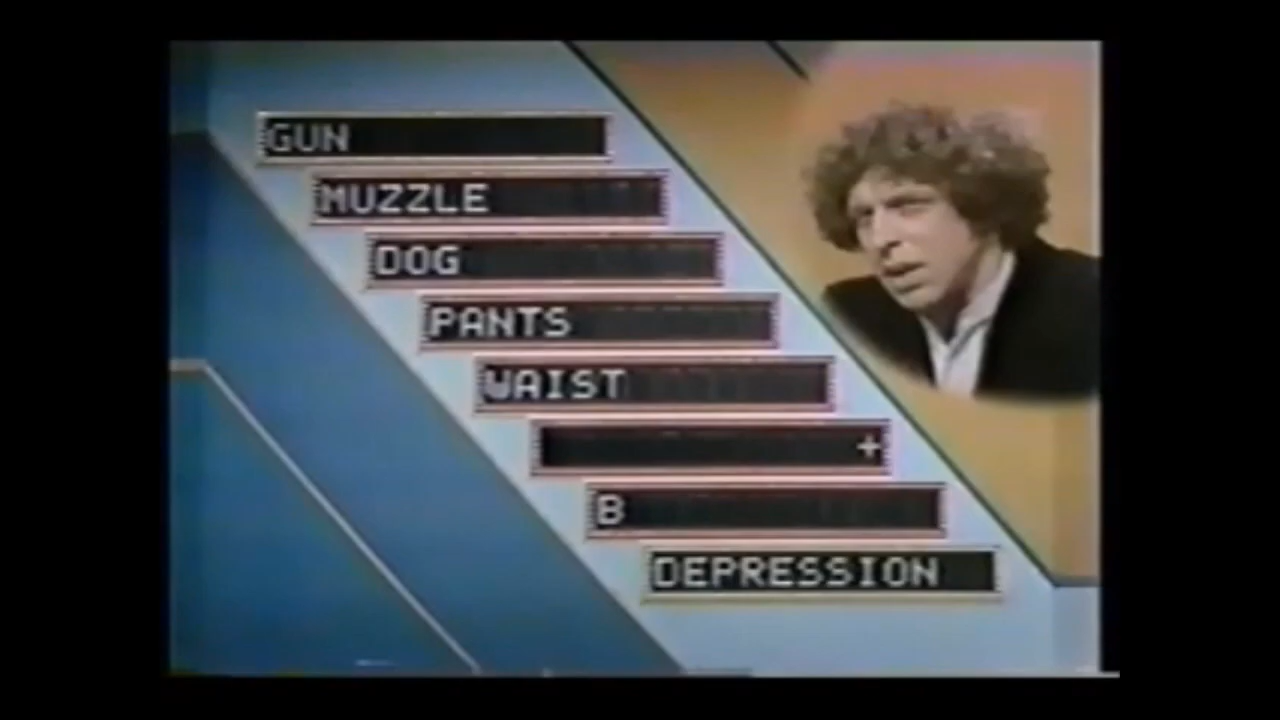 GUN
MUZZLE
DOG
PANTS
WAIST
+
B
DEPRESSION